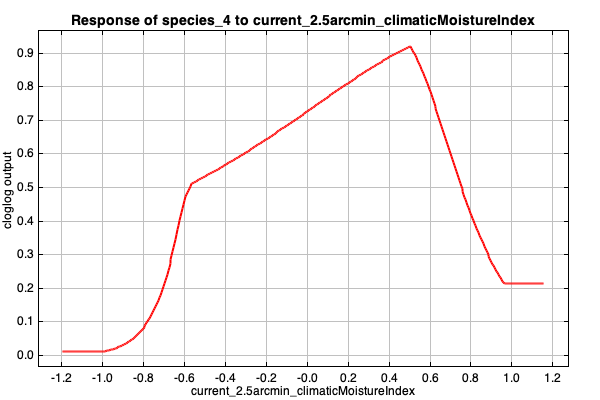 Response of species_4 to current_2.5arcmin_climaticMoistureIndex
cloglog output
0.9
0.8
0.7
0.6
0.5
0.4
0.3
0.2
0.1
0.0
-1.2 -1.0 -0.8 -0.6 -0.4 -0.2 0.0 0.2 0.4 0.6 0.8 1.0 1.2
current_2.5arcmin_climaticMoistureIndex